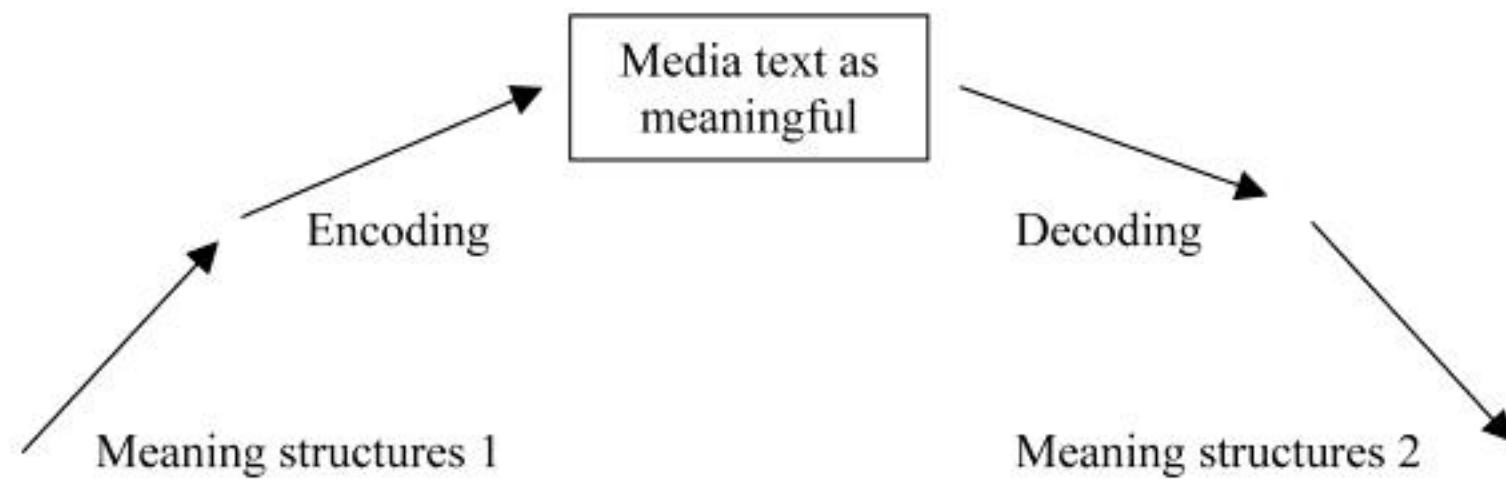 Media text as
meaningful
Encoding
Decoding
Meaning structures 1
Meaning structures 2